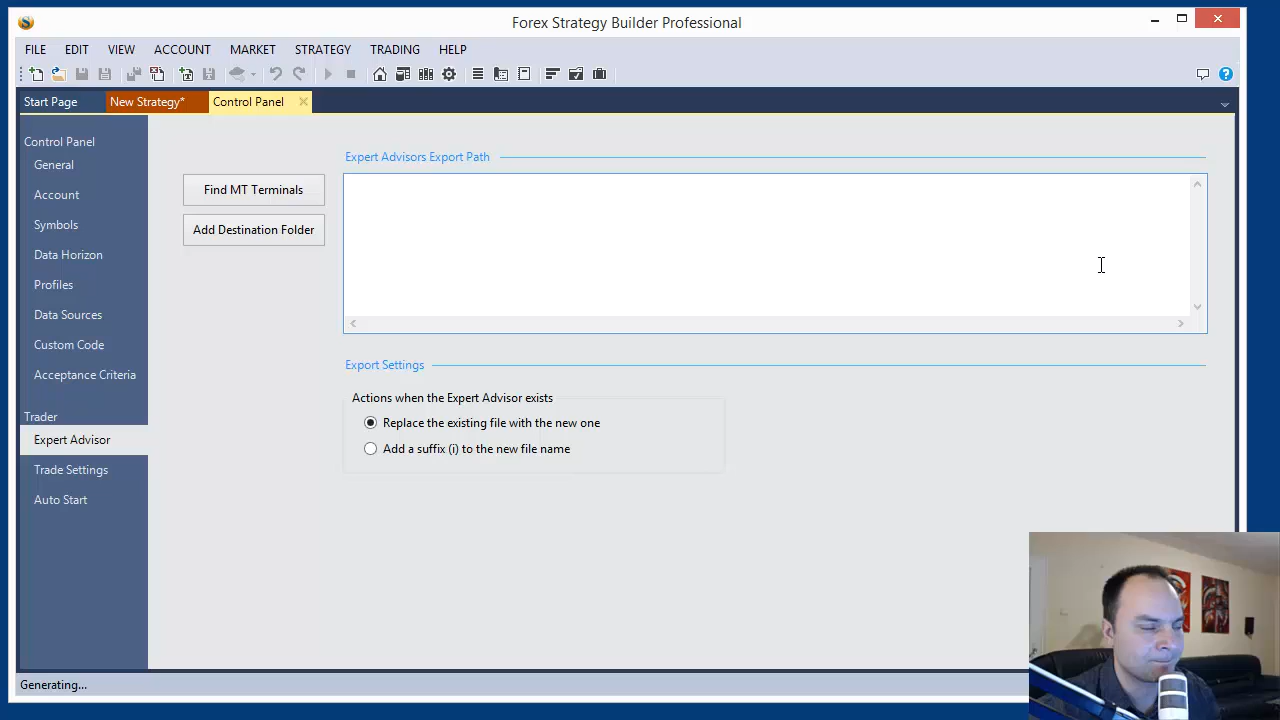 Forex Strategy Builder Professional
FILE EDIT VIEW ACCOUNT MARKET STRATEGY TRADING HELP
Start Page New Strategy* Control Panel
Control Panel
General
Account
Symbols
Data Horizon
Profiles
Data Sources
Custom Code
Acceptance Criteria
Trader
Expert Advisor
Trade Settings
Auto Start
Expert Advisors Export Path
Find MT Terminals
Add Destination Folder
Export Settings
Actions when the Expert Advisor exists
Replace the existing file with the new one
Add a suffix (i) to the new file name
Generating...